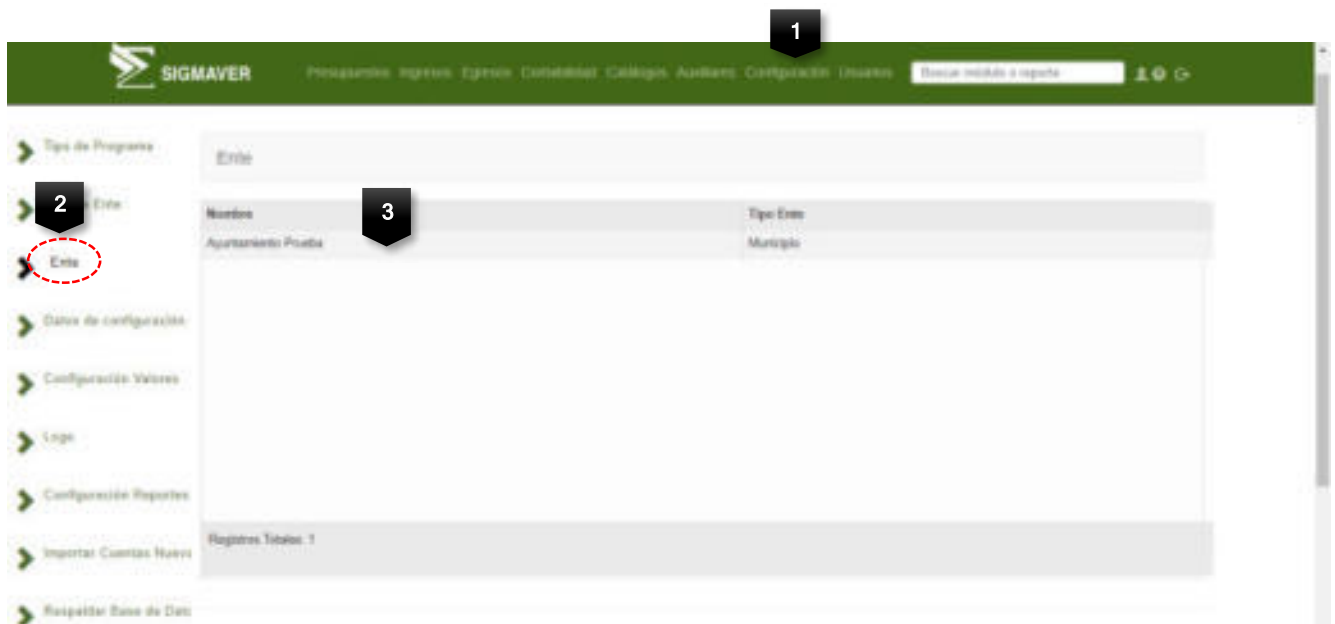 1
SIGMAVER
Presupuestos Ingresos Egresos Contabilidad Catálogos Auxiliares Configuración Usuarios
Buscar módulo o reporte
Tipo de Programa
Ente
2
Ente
3
Nombre Tipo Ente
Ayuntamiento Prueba Municipio
Ente
Datos de configuración
Configuración Valores
Logo
Configuración Reportes
Registros Totales: 1
Importar Cuentas Nueva
Respaldar Base de Dato